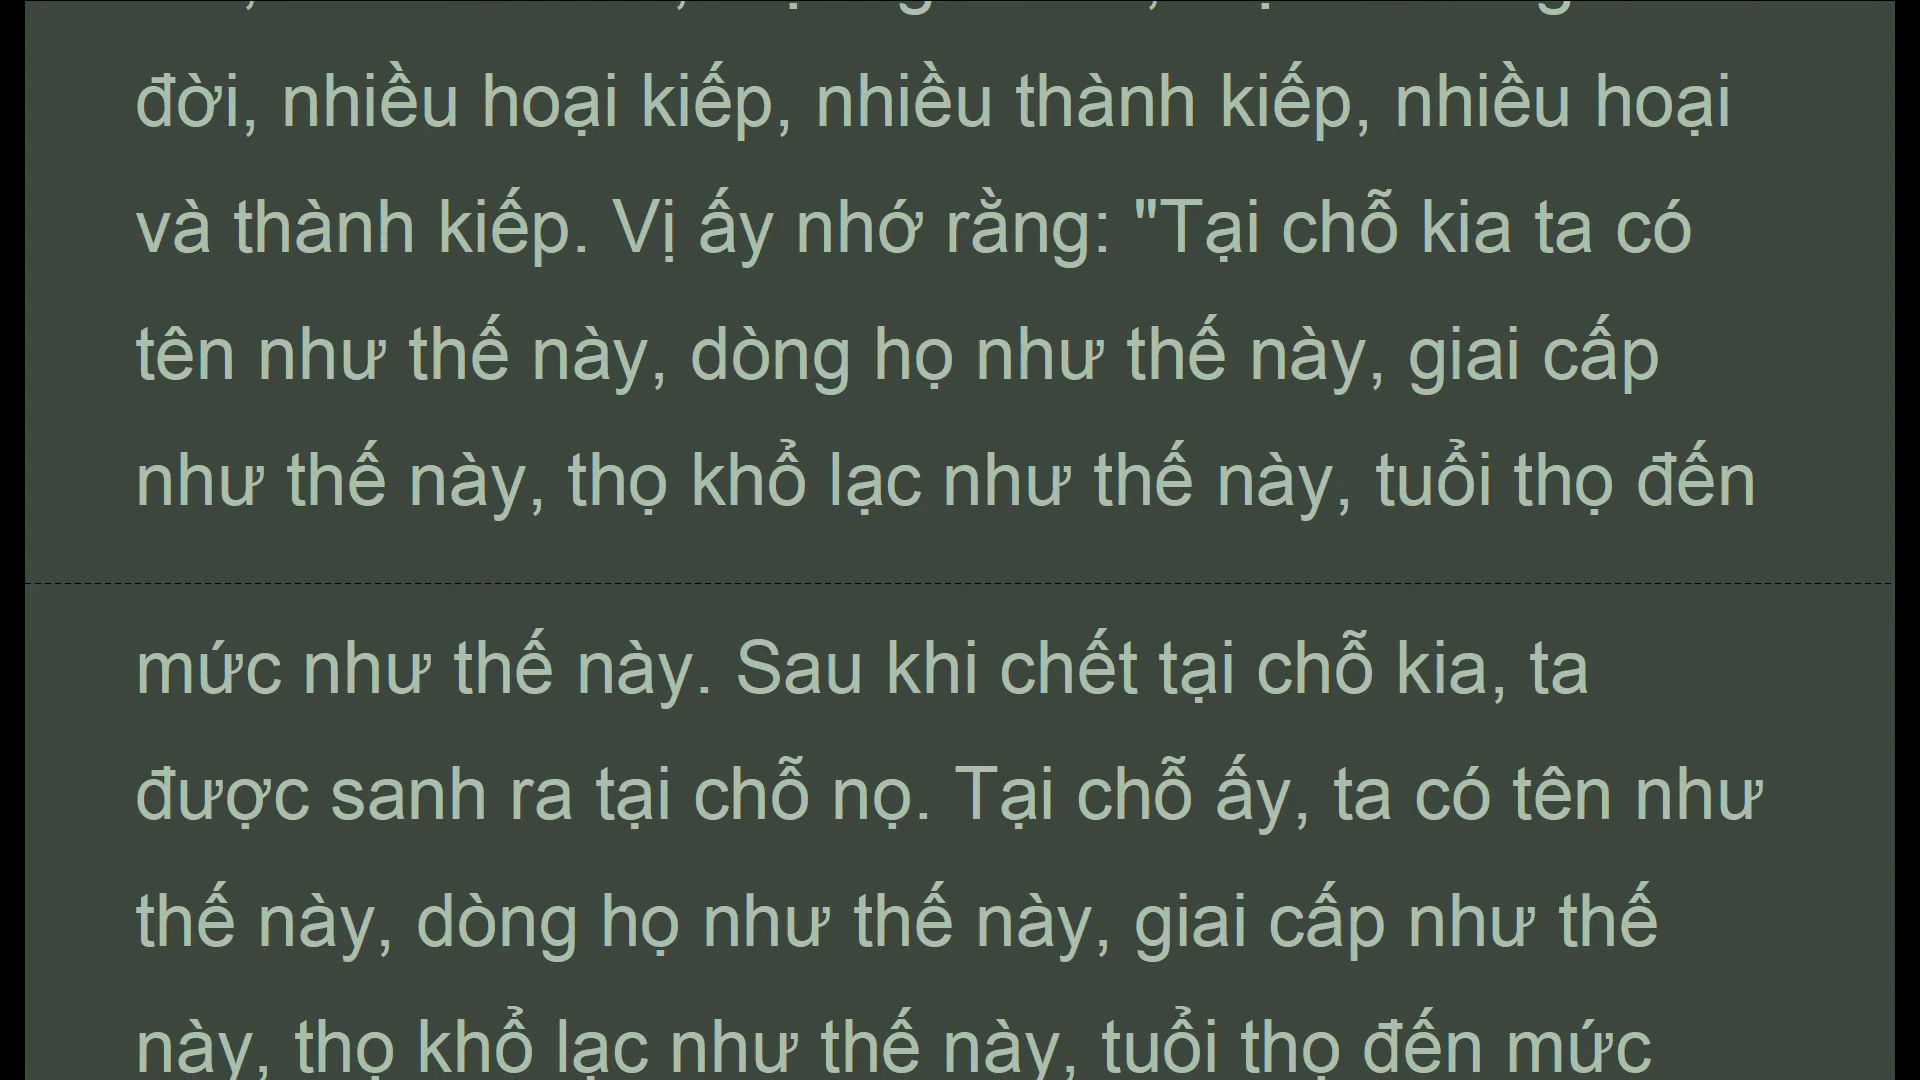 đời, nhiều hoại kiếp, nhiều thành kiếp, nhiều hoại
và thành kiếp. Vị ấy nhớ rằng: "Tại chỗ kia ta có
tên như thế này, dòng họ như thế này, giai cấp
như thế này, thọ khổ lạc như thế này, tuổi thọ đến
mức như thế này. Sau khi chết tại chỗ kia, ta
được sanh ra tại chỗ nọ. Tại chỗ ấy, ta có tên như
thế này, dòng họ như thế này, giai cấp như thế
này, thọ khổ lạc như thế này, tuổi thọ đến mức